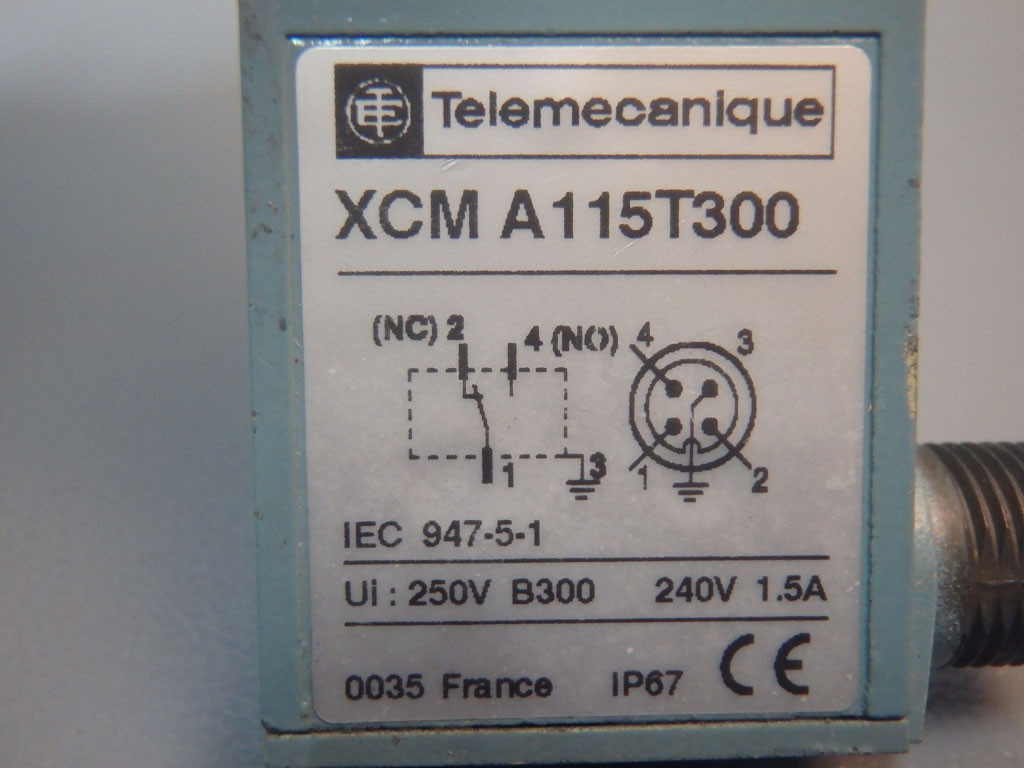 TE Telemecanique
XCM A115T300
(NC) 2 4 (NO) 4 3
1 3 1 2
IEC 947-5-1
Ui : 250V B300 240V 1.5A
0035 France IP67 CE